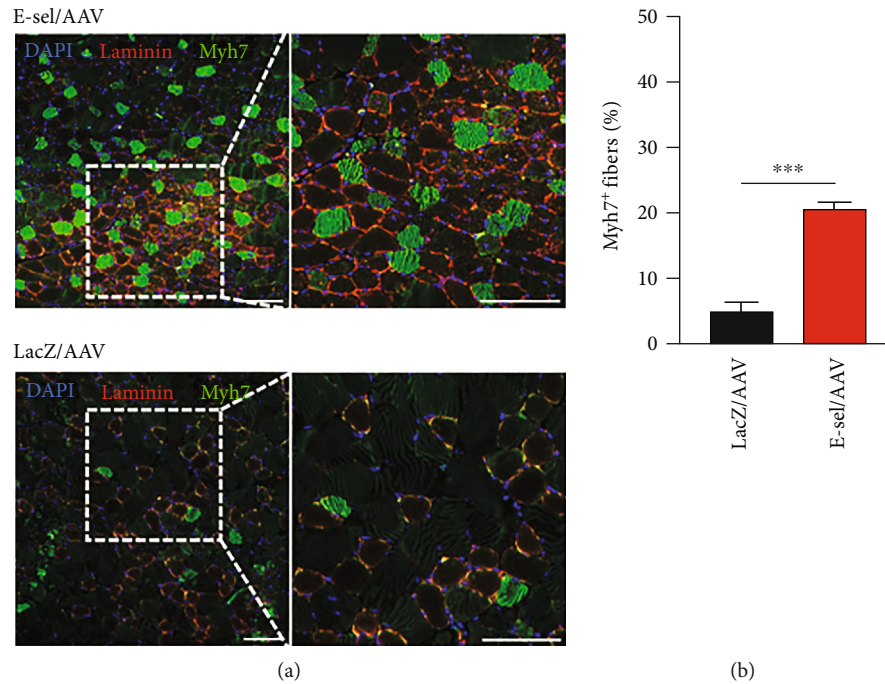 E-sel/AAV
DAPI Laminin Myh7
LacZ/AAV
DAPI Laminin Myh7
(a)
Myh7⁺ fibers (%)
50
40
30
20
10
0
***
LacZ/AAV
E-sel/AAV
(b)